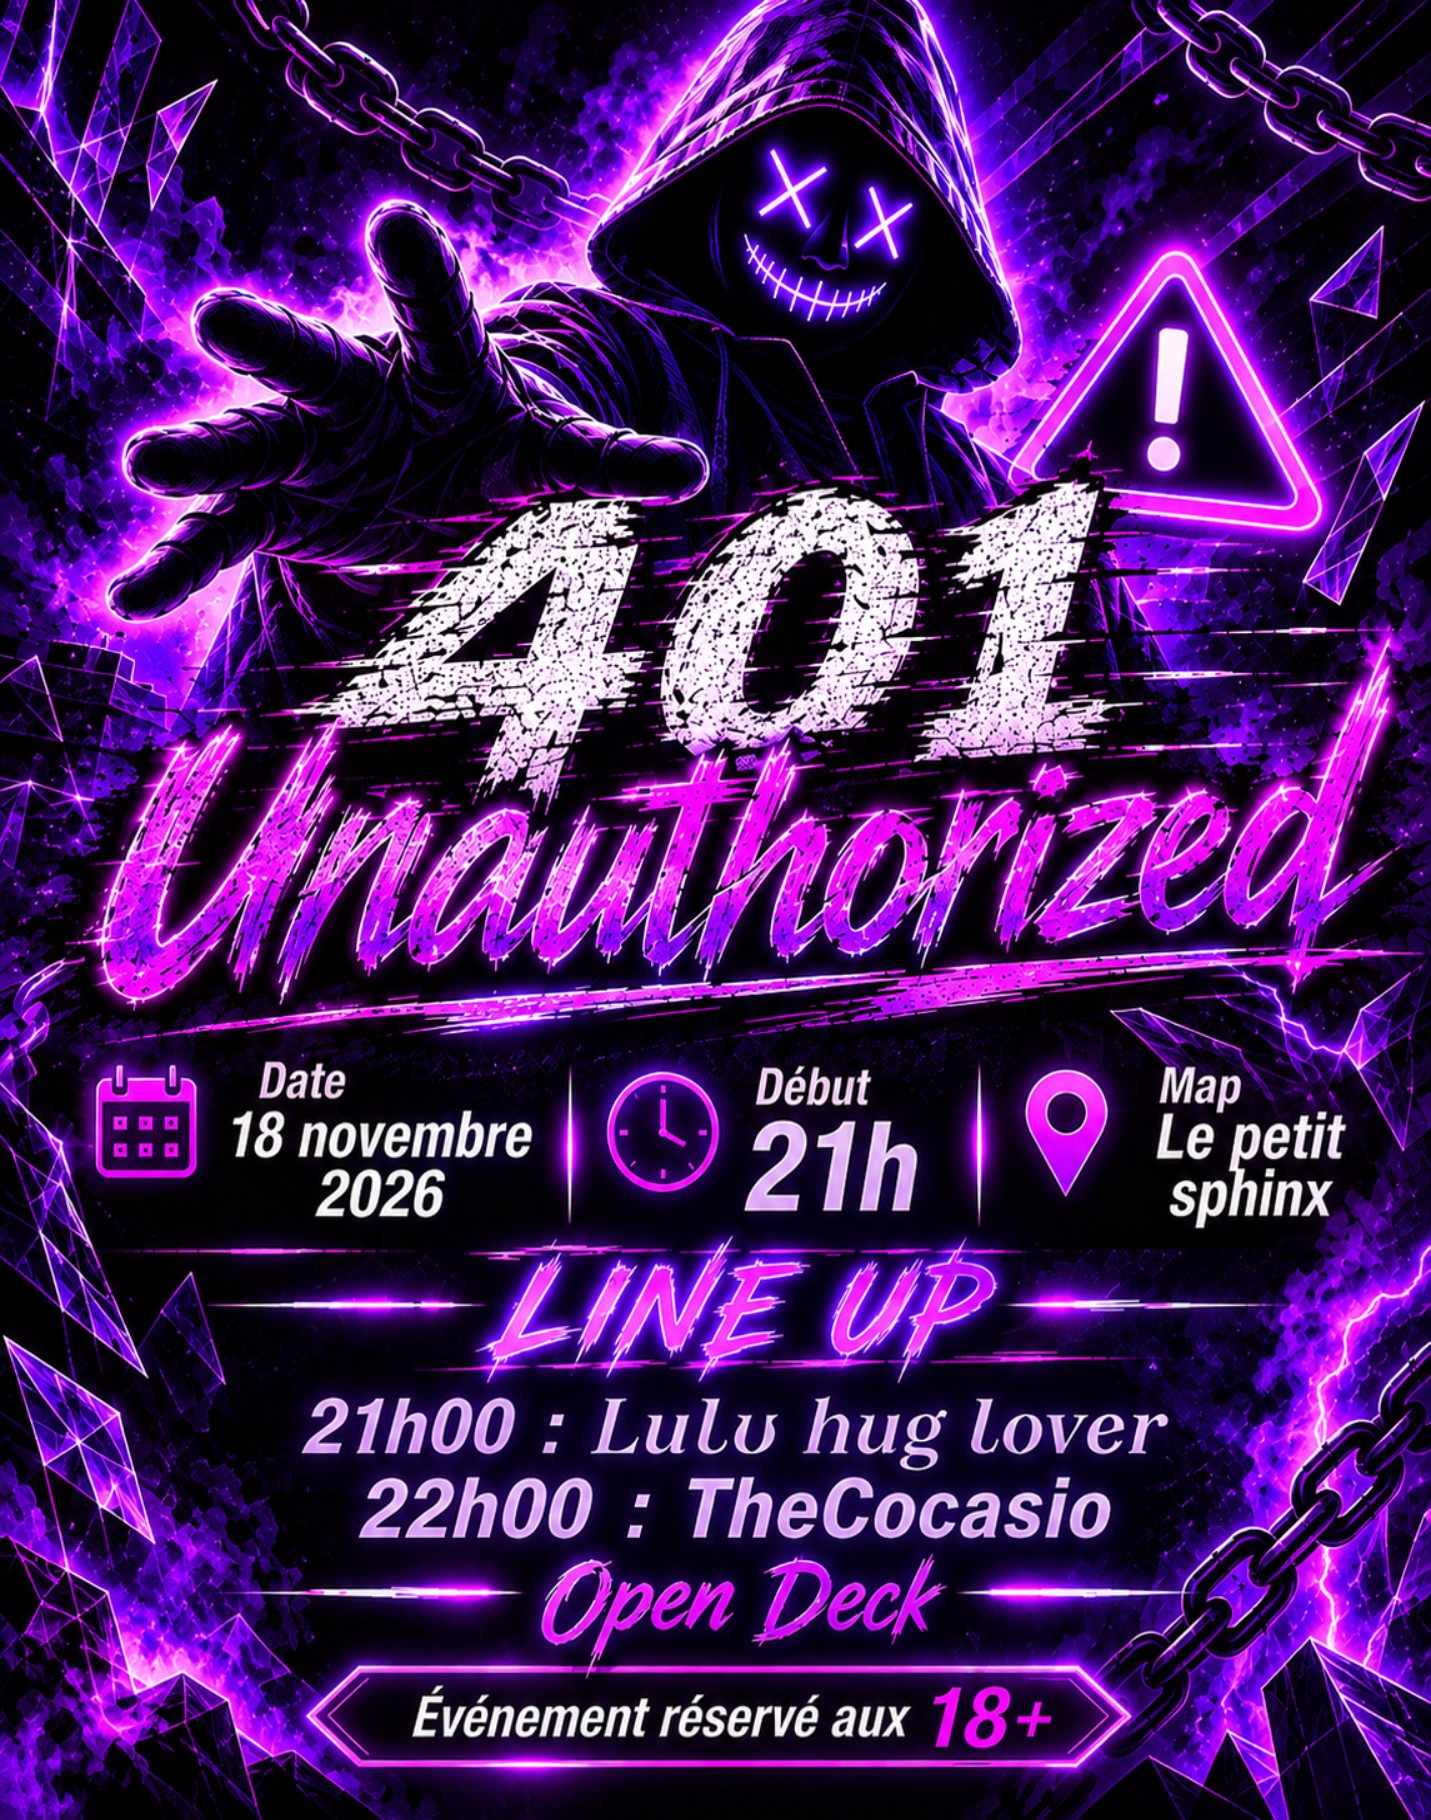 401
Unauthorized
Date
18 novembre
2026
Début
21h
Map
Le petit
sphinx
LINE UP
21h00 : Lulu hug lover
22h00 : TheCocasio
Open Deck
Événement réservé aux 18+